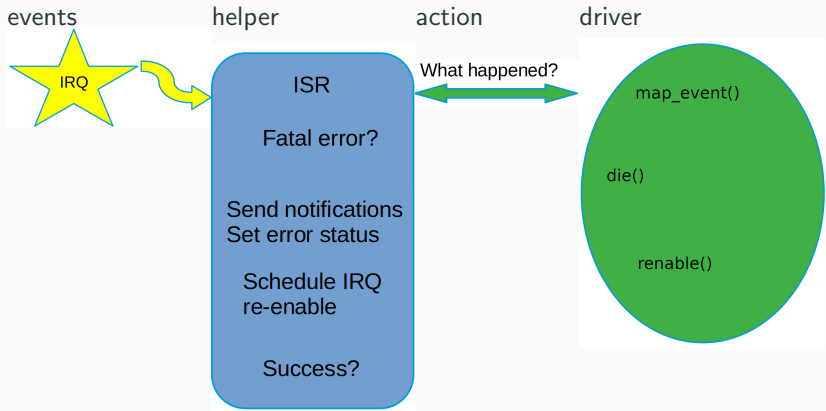 events
helper
action
driver
IRQ
ISR
Fatal error?
Send notifications
Set error status
Schedule IRQ
re-enable
Success?
What happened?
map_event()
die()
renable()